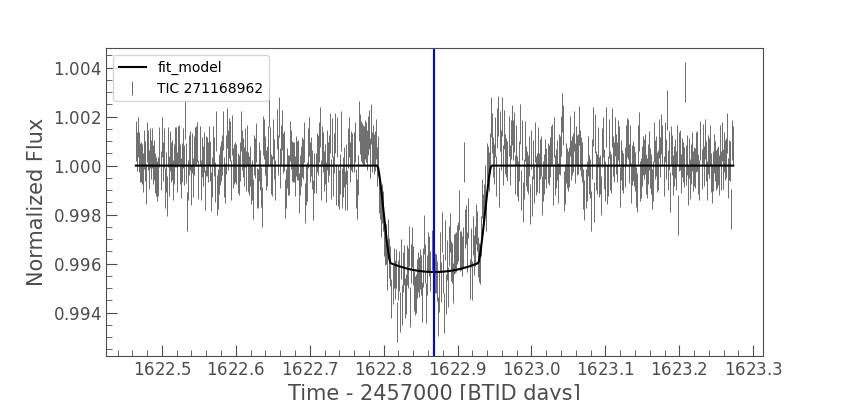 fit_model
TIC 271168962
Normalized Flux
1.004
1.002
1.000
0.998
0.996
0.994
1622.5 1622.6 1622.7 1622.8 1622.9 1623.0 1623.1 1623.2 1623.3
Time - 2457000 [BTJD days]